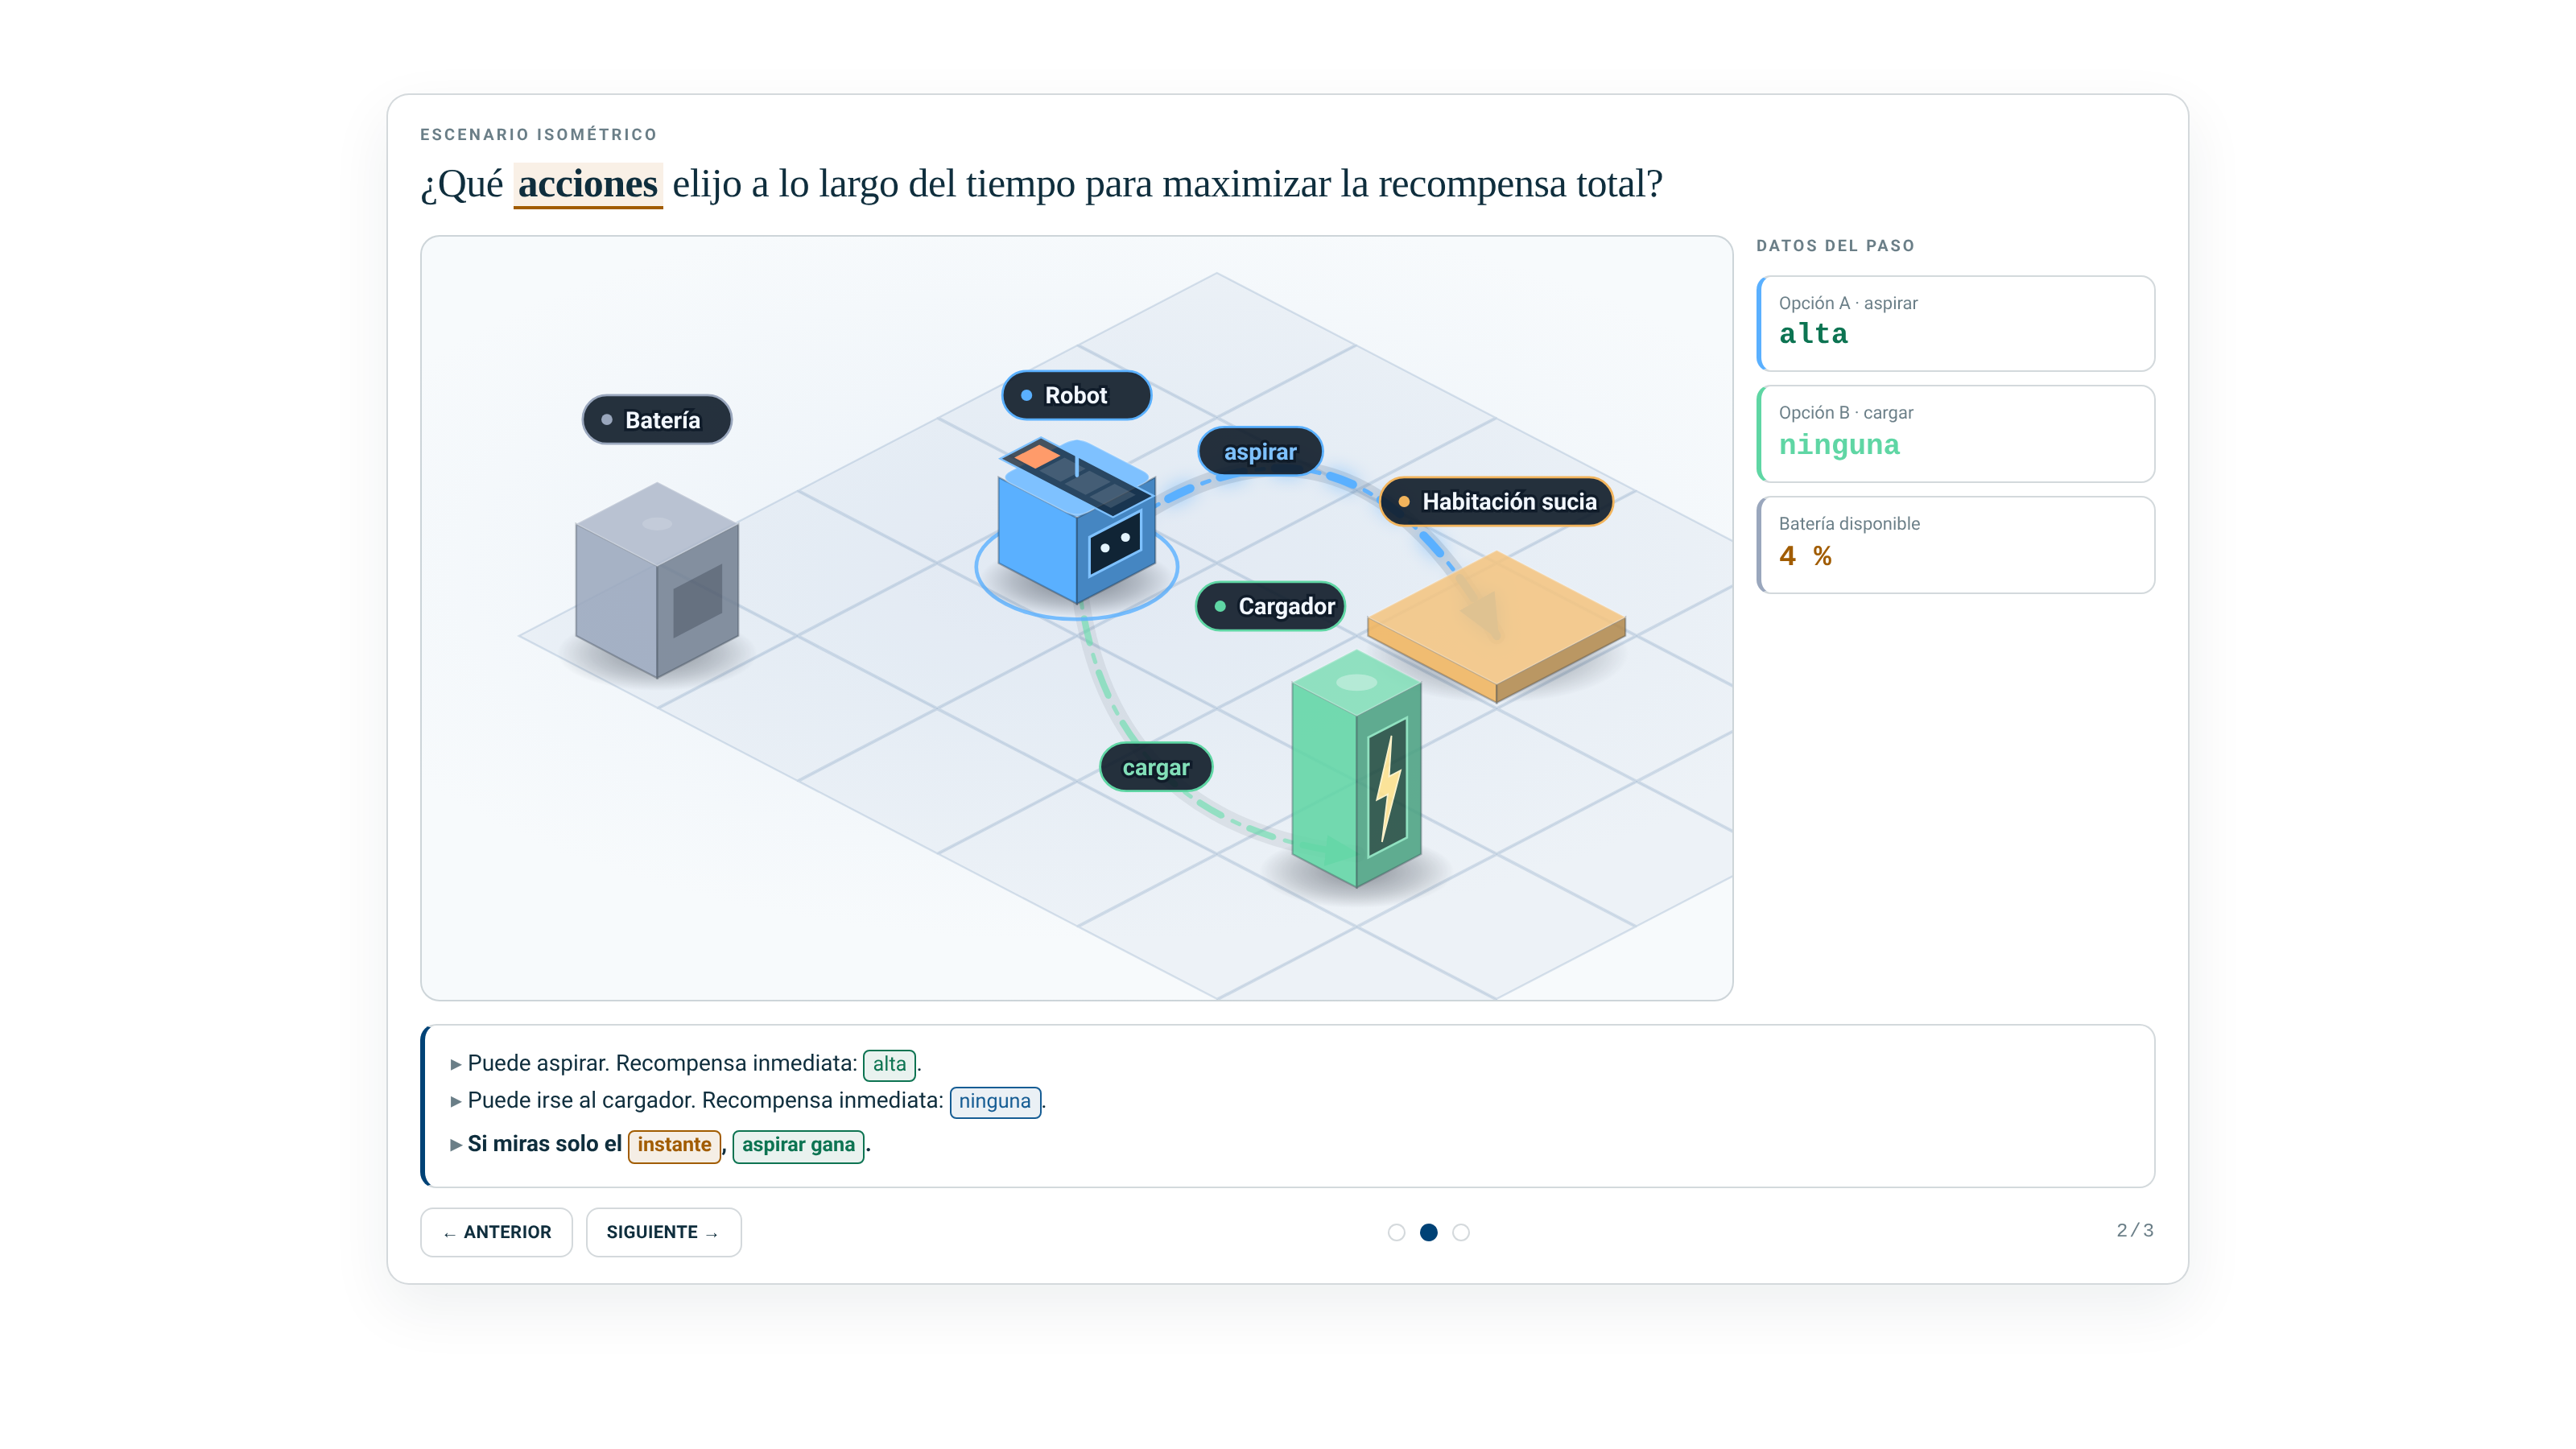 ESCENARIO ISOMÉTRICO
¿Qué acciones elijo a lo largo del tiempo para maximizar la recompensa total?
Batería
Robot
aspirar
Habitación sucia
Cargador
cargar
DATOS DEL PASO
Opción A · aspirar
alta
Opción B · cargar
ninguna
Batería disponible
4 %
▸ Puede aspirar. Recompensa inmediata: alta.
▸ Puede irse al cargador. Recompensa inmediata: ninguna.
▸ Si miras solo el instante, aspirar gana.
← ANTERIOR
SIGUIENTE →
2/3